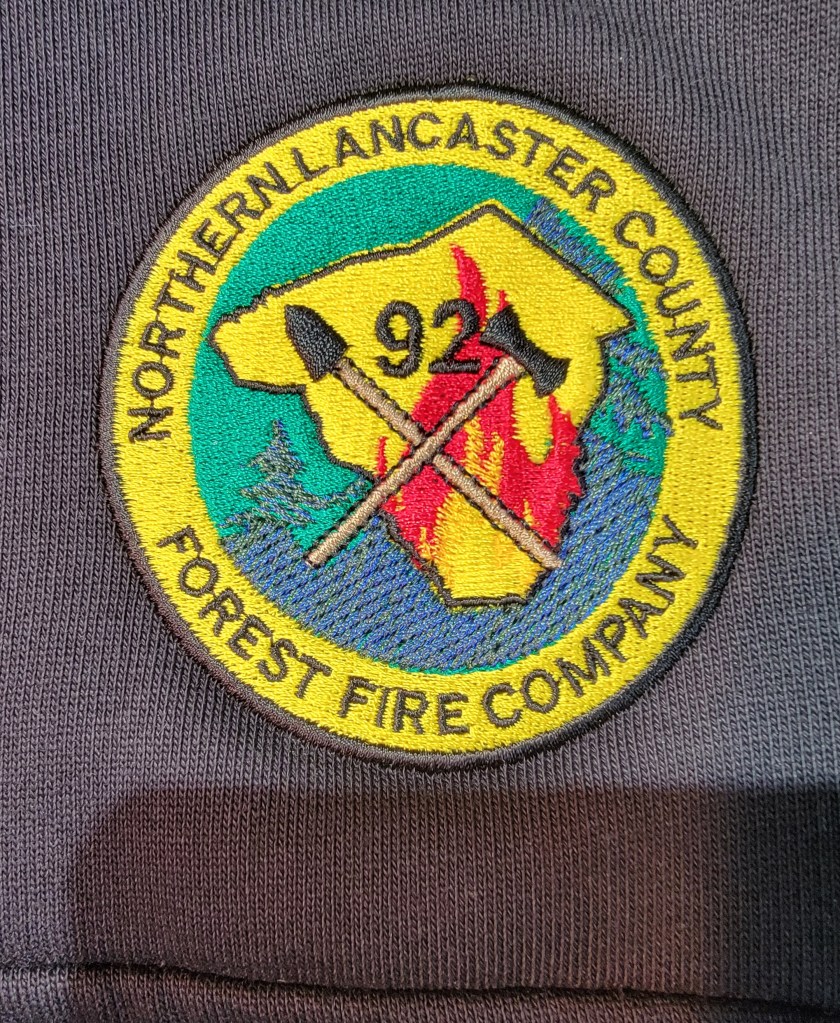 NORTHERN LANCASTER COUNTY
92
FOREST FIRE COMPANY